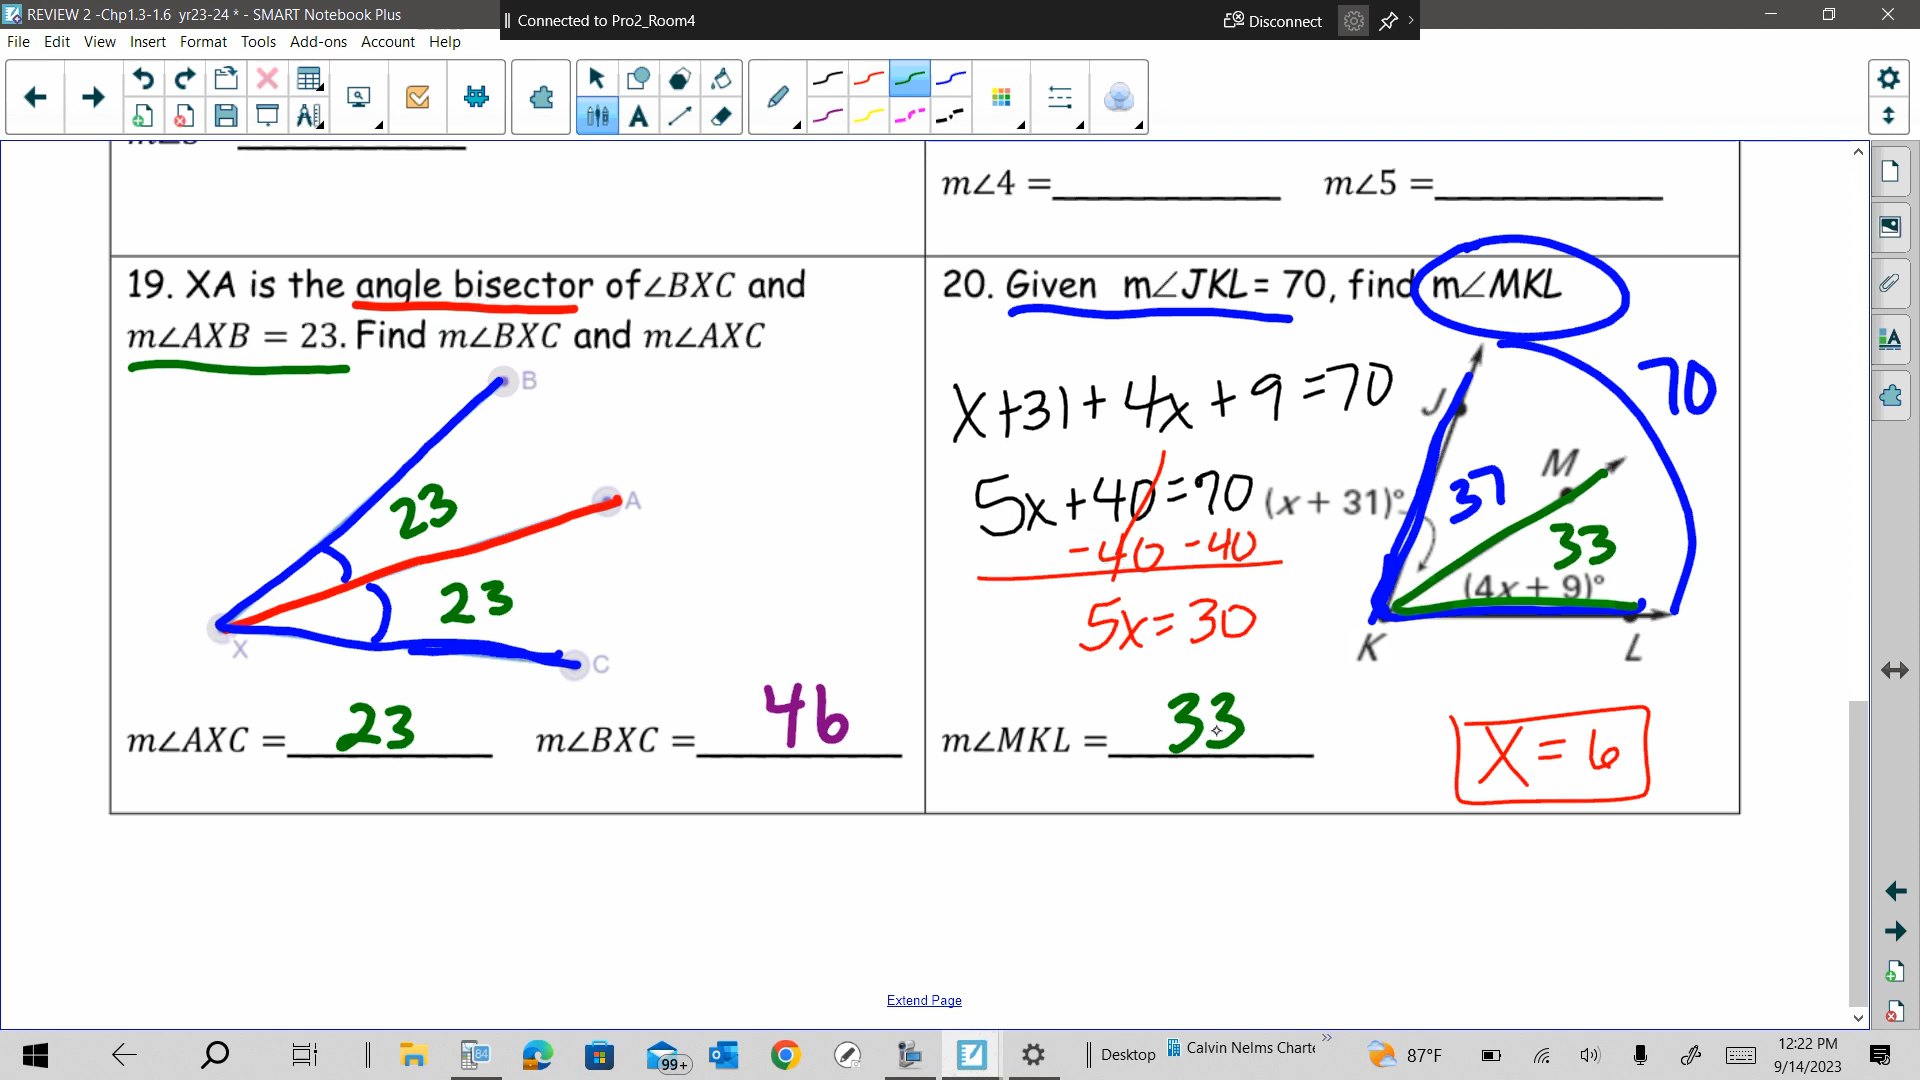 REVIEW 2 -Chp1.3-1.6 yr23-24 * - SMART Notebook Plus
Connected to Pro2_Room4
Disconnect
File Edit View Insert Format Tools Add-ons Account Help
m∠4 =____________ m∠5 =____________
19. XA is the angle bisector of ∠BXC and
m∠AXB = 23. Find m∠BXC and m∠AXC
B
A
23
23
X
C
m∠AXC = 23 m∠BXC = 46
20. Given m∠JKL = 70, find m∠MKL
x+31+4x+9=70
5x+40=70
-40 -40
5x=30
J
M
70
(x + 31)°
37
33
(4x + 9)°
K
L
m∠MKL = 33
X = 6
Extend Page
84
99+
Desktop
Calvin Nelms Charte
87°F
12:22 PM
9/14/2023